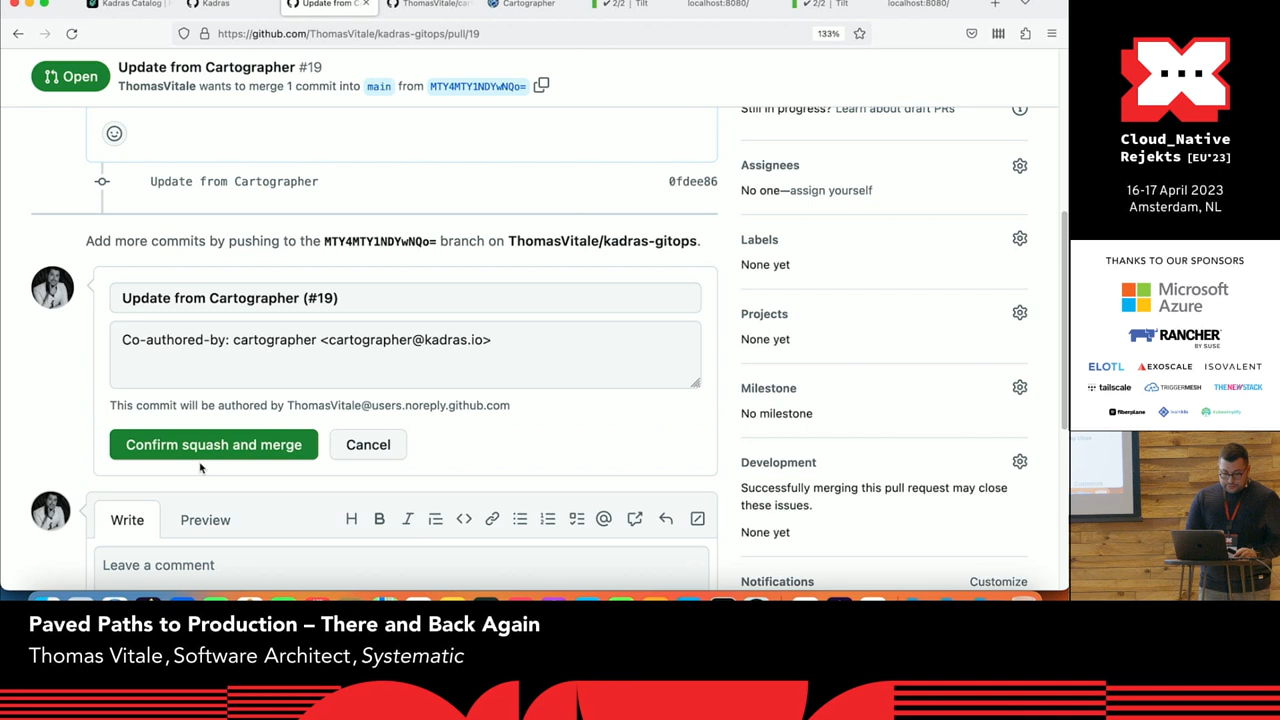 Kadras Catalog |
Kadras
Update from C
ThomasVitale/car
Cartographer
✔ 2/2 | Tilt
localhost:8080/
✔ 2/2 | Tilt
localhost:8080/
https://github.com/ThomasVitale/kadras-gitops/pull/19
133%
Open
Update from Cartographer #19
ThomasVitale wants to merge 1 commit into main from MTY4MTY1NDYwNQo=
Still in progress? Learn about draft PRs
Update from Cartographer 0fdee86
Add more commits by pushing to the MTY4MTY1NDYwNQo= branch on ThomasVitale/kadras-gitops.
Update from Cartographer (#19)
Co-authored-by: cartographer <cartographer@kadras.io>
This commit will be authored by ThomasVitale@users.noreply.github.com
Confirm squash and merge
Cancel
Write
Preview
Leave a comment
Assignees
No one—assign yourself
Labels
None yet
Projects
None yet
Milestone
No milestone
Development
Successfully merging this pull request may close
these issues.
None yet
Notifications
Customize
Cloud_Native
Rejekts [EU*23]
16-17 April 2023
Amsterdam, NL
THANKS TO OUR SPONSORS
Microsoft
Azure
RANCHER
BY SUSE
ELOTL
EXOSCALE
ISOVALENT
tailscale
TRIGGERMESH
THENEWSTACK
fiberplane
Paved Paths to Production – There and Back Again
Thomas Vitale, Software Architect, Systematic